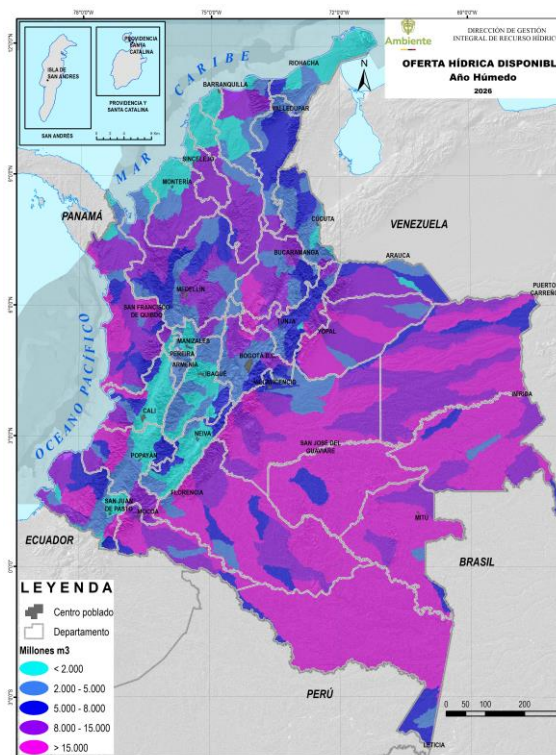 Ambiente
DIRECCIÓN DE GESTIÓN
INTEGRAL DE RECURSO HÍDRIC
OFERTA HÍDRICA DISPONIBL
Año Húmedo
2026
ISLA DE
SAN ANDRES
SAN ANDRÉS
PROVIDENCIA
SANTA
CATALINA
PROVIDENCIA Y
SANTA CATALINA
MAR CARIBE
RIOHACHA
BARRANQUILLA
VALLEDUPAR
SINCELEJO
MONTERÍA
PANAMÁ
VENEZUELA
CÚCUTA
BUCARAMANGA
ARAUCA
PUERTO
CARREÑO
MEDELLÍN
SAN FRANCISCO
DE QUIBDÓ
TUNJA
YOPAL
MANIZALES
PEREIRA
ARMENIA
IBAGUÉ
BOGOTÁ D.C.
VILLAVICENCIO
INÍRIDA
OCEANO PACÍFICO
CALI
NEIVA
SAN JOSÉ DEL
GUAVIARE
POPAYÁN
FLORENCIA
SAN JUAN
DE PASTO
MOCOA
MITÚ
ECUADOR
BRASIL
PERÚ
LETICIA
LEYENDA
Centro poblado
Departamento
Millones m3
< 2.000
2.000 - 5.000
5.000 - 8.000
8.000 - 15.000
> 15.000
0 50 100 200